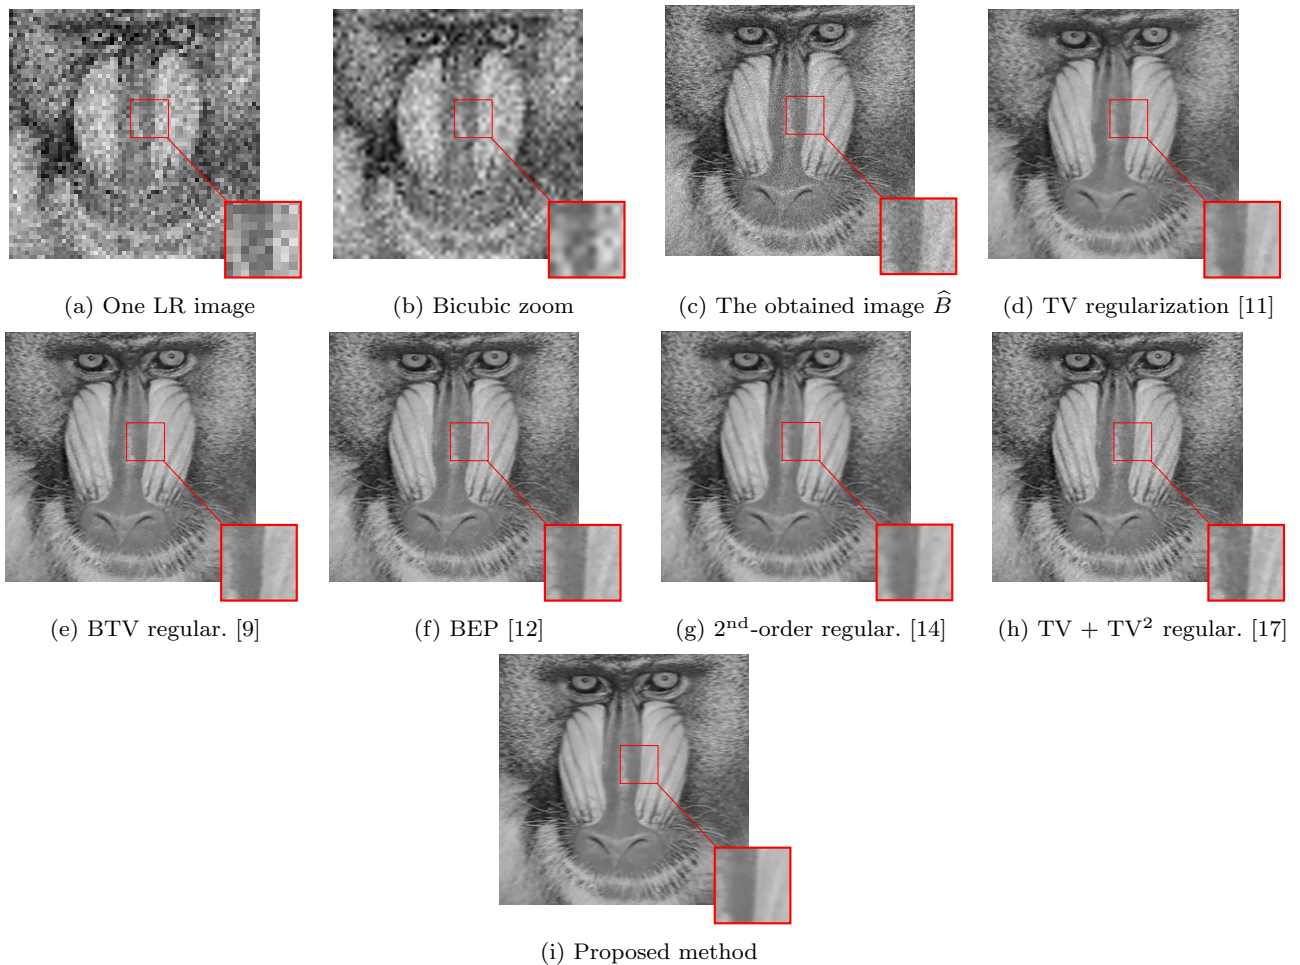 (a) One LR image
(b) Bicubic zoom
(c) The obtained image B̂
(d) TV regularization [11]
(e) BTV regular. [9]
(f) BEP [12]
(g) 2nd-order regular. [14]
(h) TV + TV² regular. [17]
(i) Proposed method